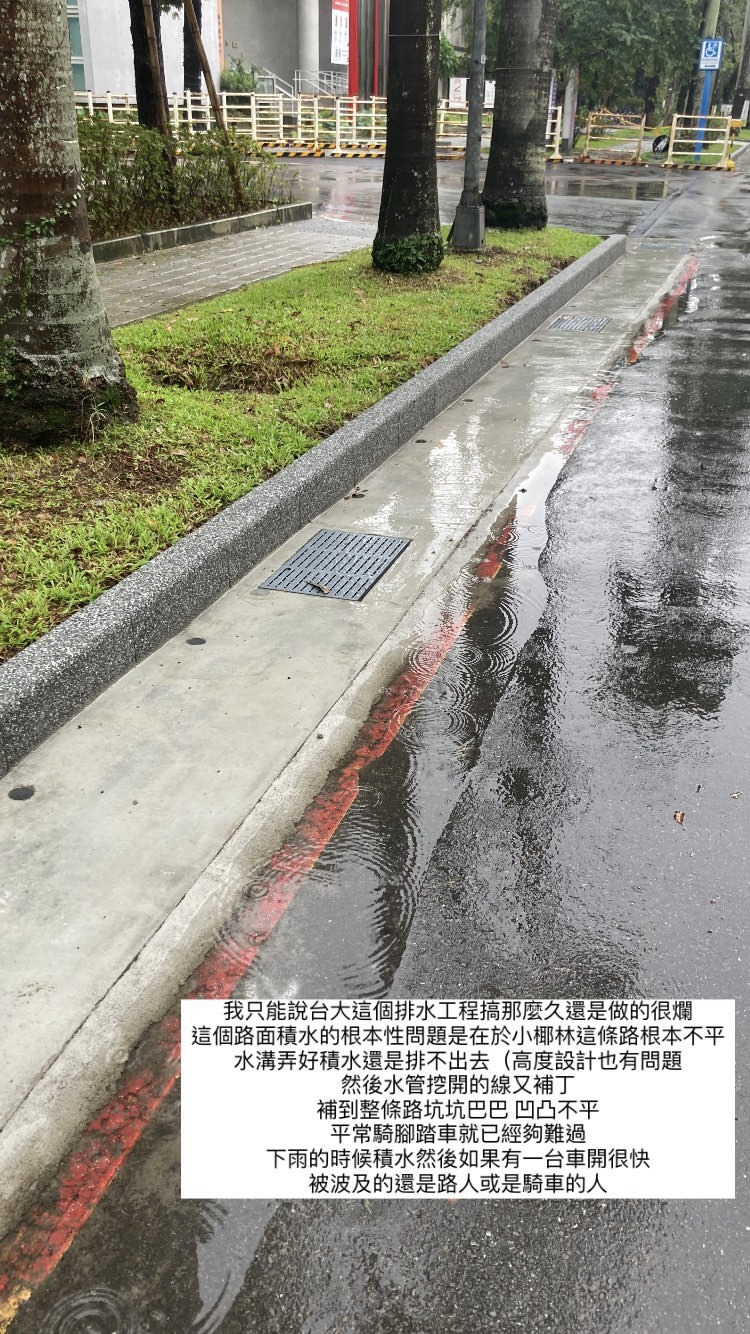 我只能說台大這個排水工程搞那麼久還是做的很爛
這個路面積水的根本性問題是在於小椰林這條路根本不平
水溝弄好積水還是排不出去（高度設計也有問題
然後水管挖開的線又補丁
補到整條路坑坑巴巴 凹凸不平
平常騎腳踏車就已經夠難過
下雨的時候積水然後如果有一台車開很快
被波及的還是路人或是騎車的人